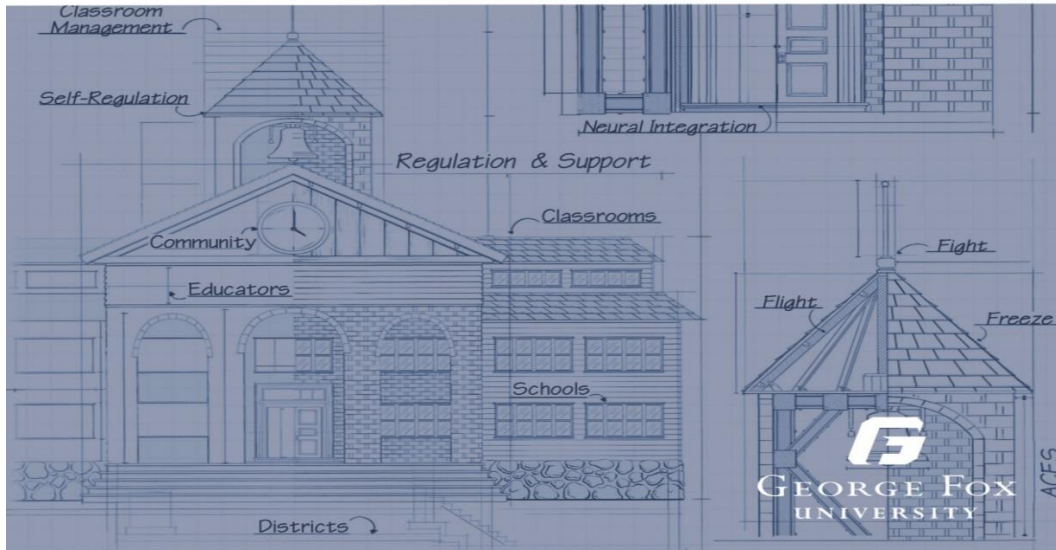 Classroom
Management
Self-Regulation
Neural Integration
Regulation & Support
Classrooms
Community
Fight
Educators
Flight
Freeze
Schools
ACES
GEORGE FOX
UNIVERSITY
Districts